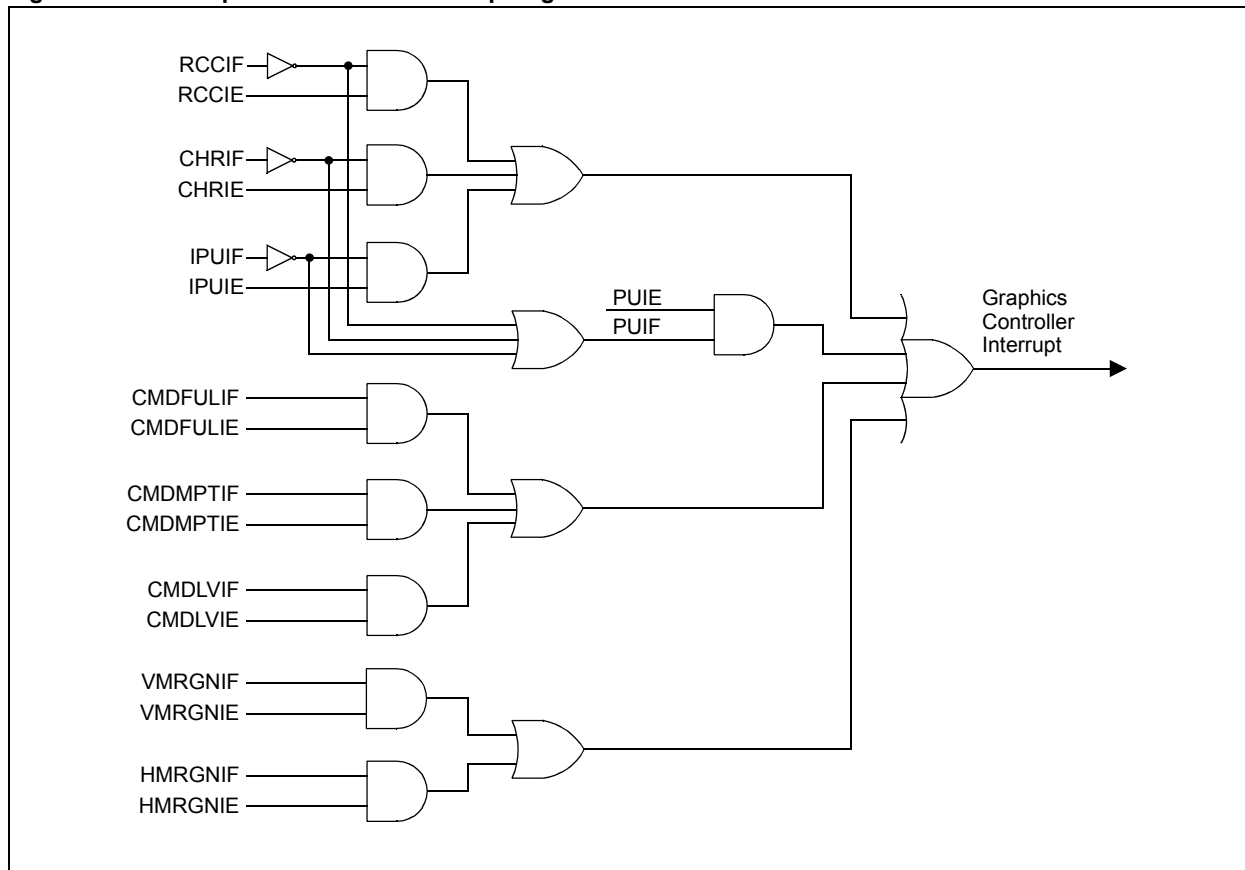 RCCIF
RCCIE
CHRIF
CHRIE
IPUIF
IPUIE
PUIE
PUIF
Graphics
Controller
Interrupt
CMDFULIF
CMDFULIE
CMDMPTIF
CMDMPTIE
CMDLVIF
CMDLVIE
VMRGNIF
VMRGNIE
HMRGNIF
HMRGNIE